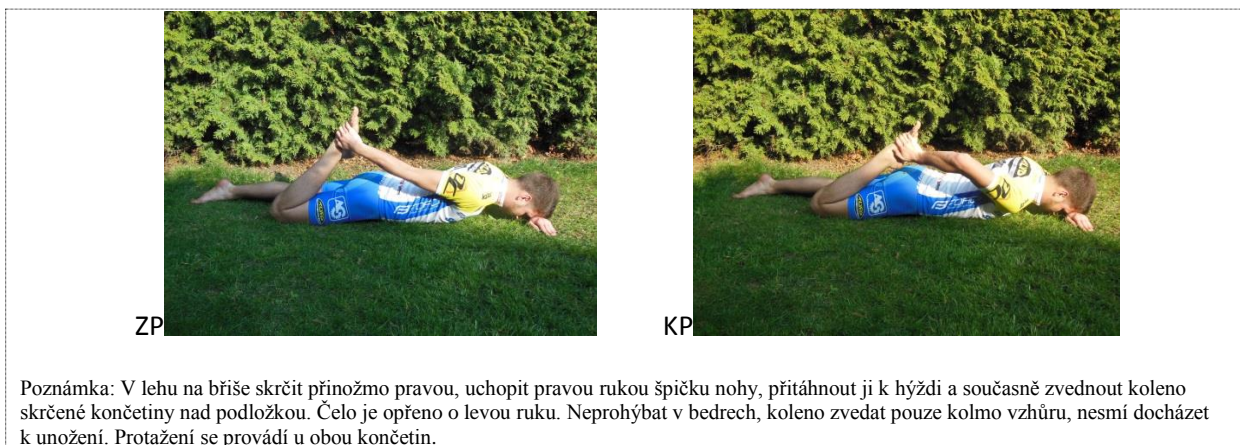 ZP
KP
Poznámka: V lehu na břiše skrčit přinožmo pravou, uchopit pravou rukou špičku nohy, přitáhnout ji k hýždi a současně zvednout koleno
skrčené končetiny nad podložkou. Čelo je opřeno o levou ruku. Neprohýbat v bedrech, koleno zvedat pouze kolmo vzhůru, nesmí docházet
k unožení. Protažení se provádí u obou končetin.